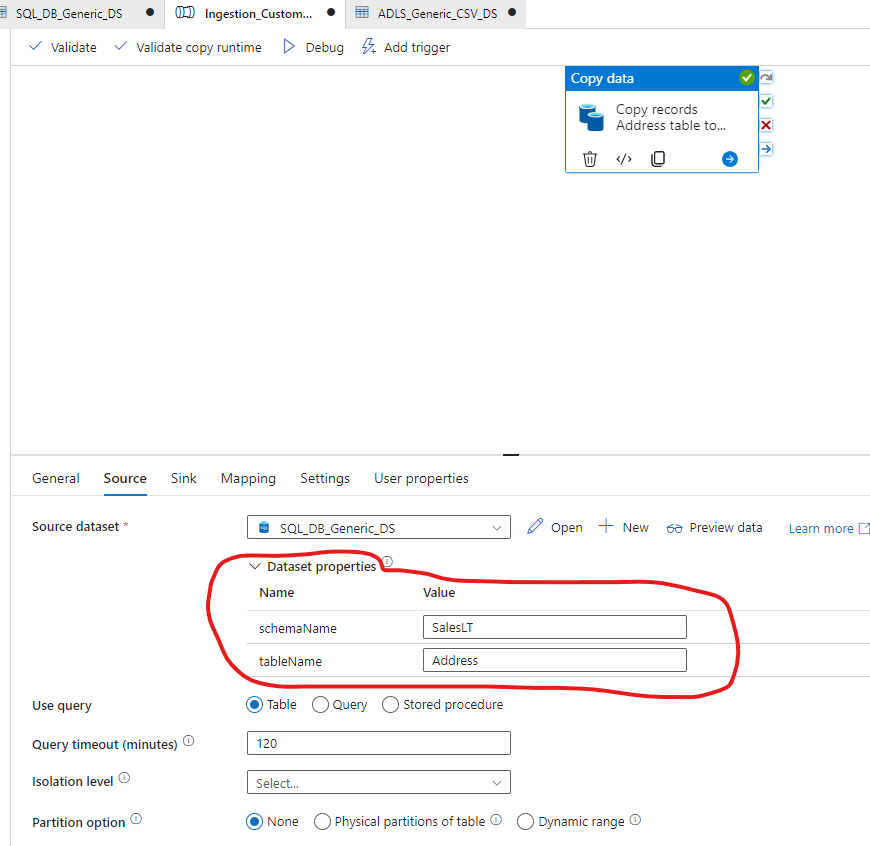 SQL_DB_Generic_DS
Ingestion_Custom...
ADLS_Generic_CSV_DS
Validate
Validate copy runtime
Debug
Add trigger
Copy data
Copy records
Address table to...
General
Source
Sink
Mapping
Settings
User properties
Source dataset *
SQL_DB_Generic_DS
Open
New
Preview data
Learn more
Dataset properties
Name
Value
schemaName
SalesLT
tableName
Address
Use query
Table
Query
Stored procedure
Query timeout (minutes)
120
Isolation level
Select...
Partition option
None
Physical partitions of table
Dynamic range